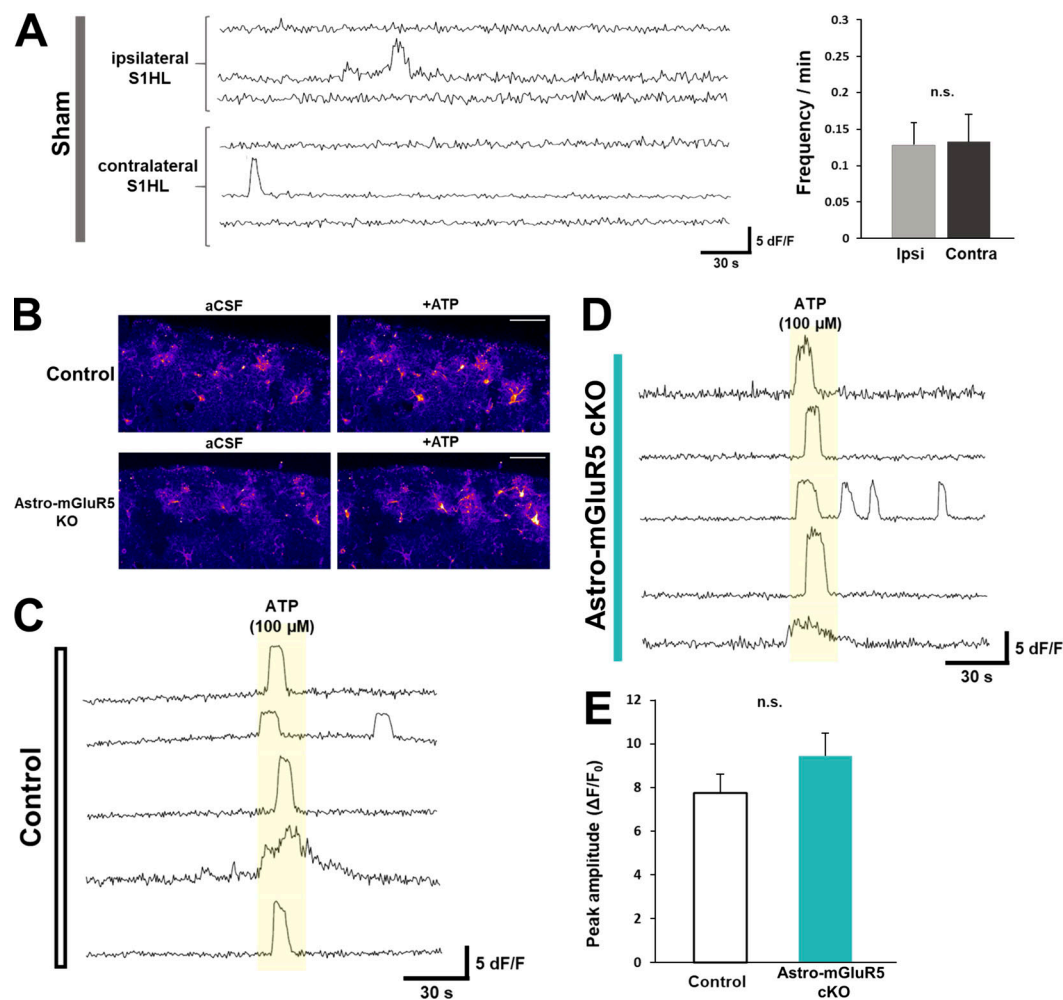 A
Sham
ipsilateral
S1HL
contralateral
S1HL
5 dF/F
30 s
Frequency / min
0.3
0.25
0.2
0.15
0.1
0.05
0
n.s.
Ipsi
Contra
B
aCSF
+ATP
Control
aCSF
+ATP
Astro-mGluR5
KO
C
Control
ATP
(100 μM)
5 dF/F
30 s
D
Astro-mGluR5 cKO
ATP
(100 μM)
5 dF/F
30 s
E
Peak amplitude (ΔF/F0)
12
10
8
6
4
2
0
n.s.
Control
Astro-mGluR5
cKO